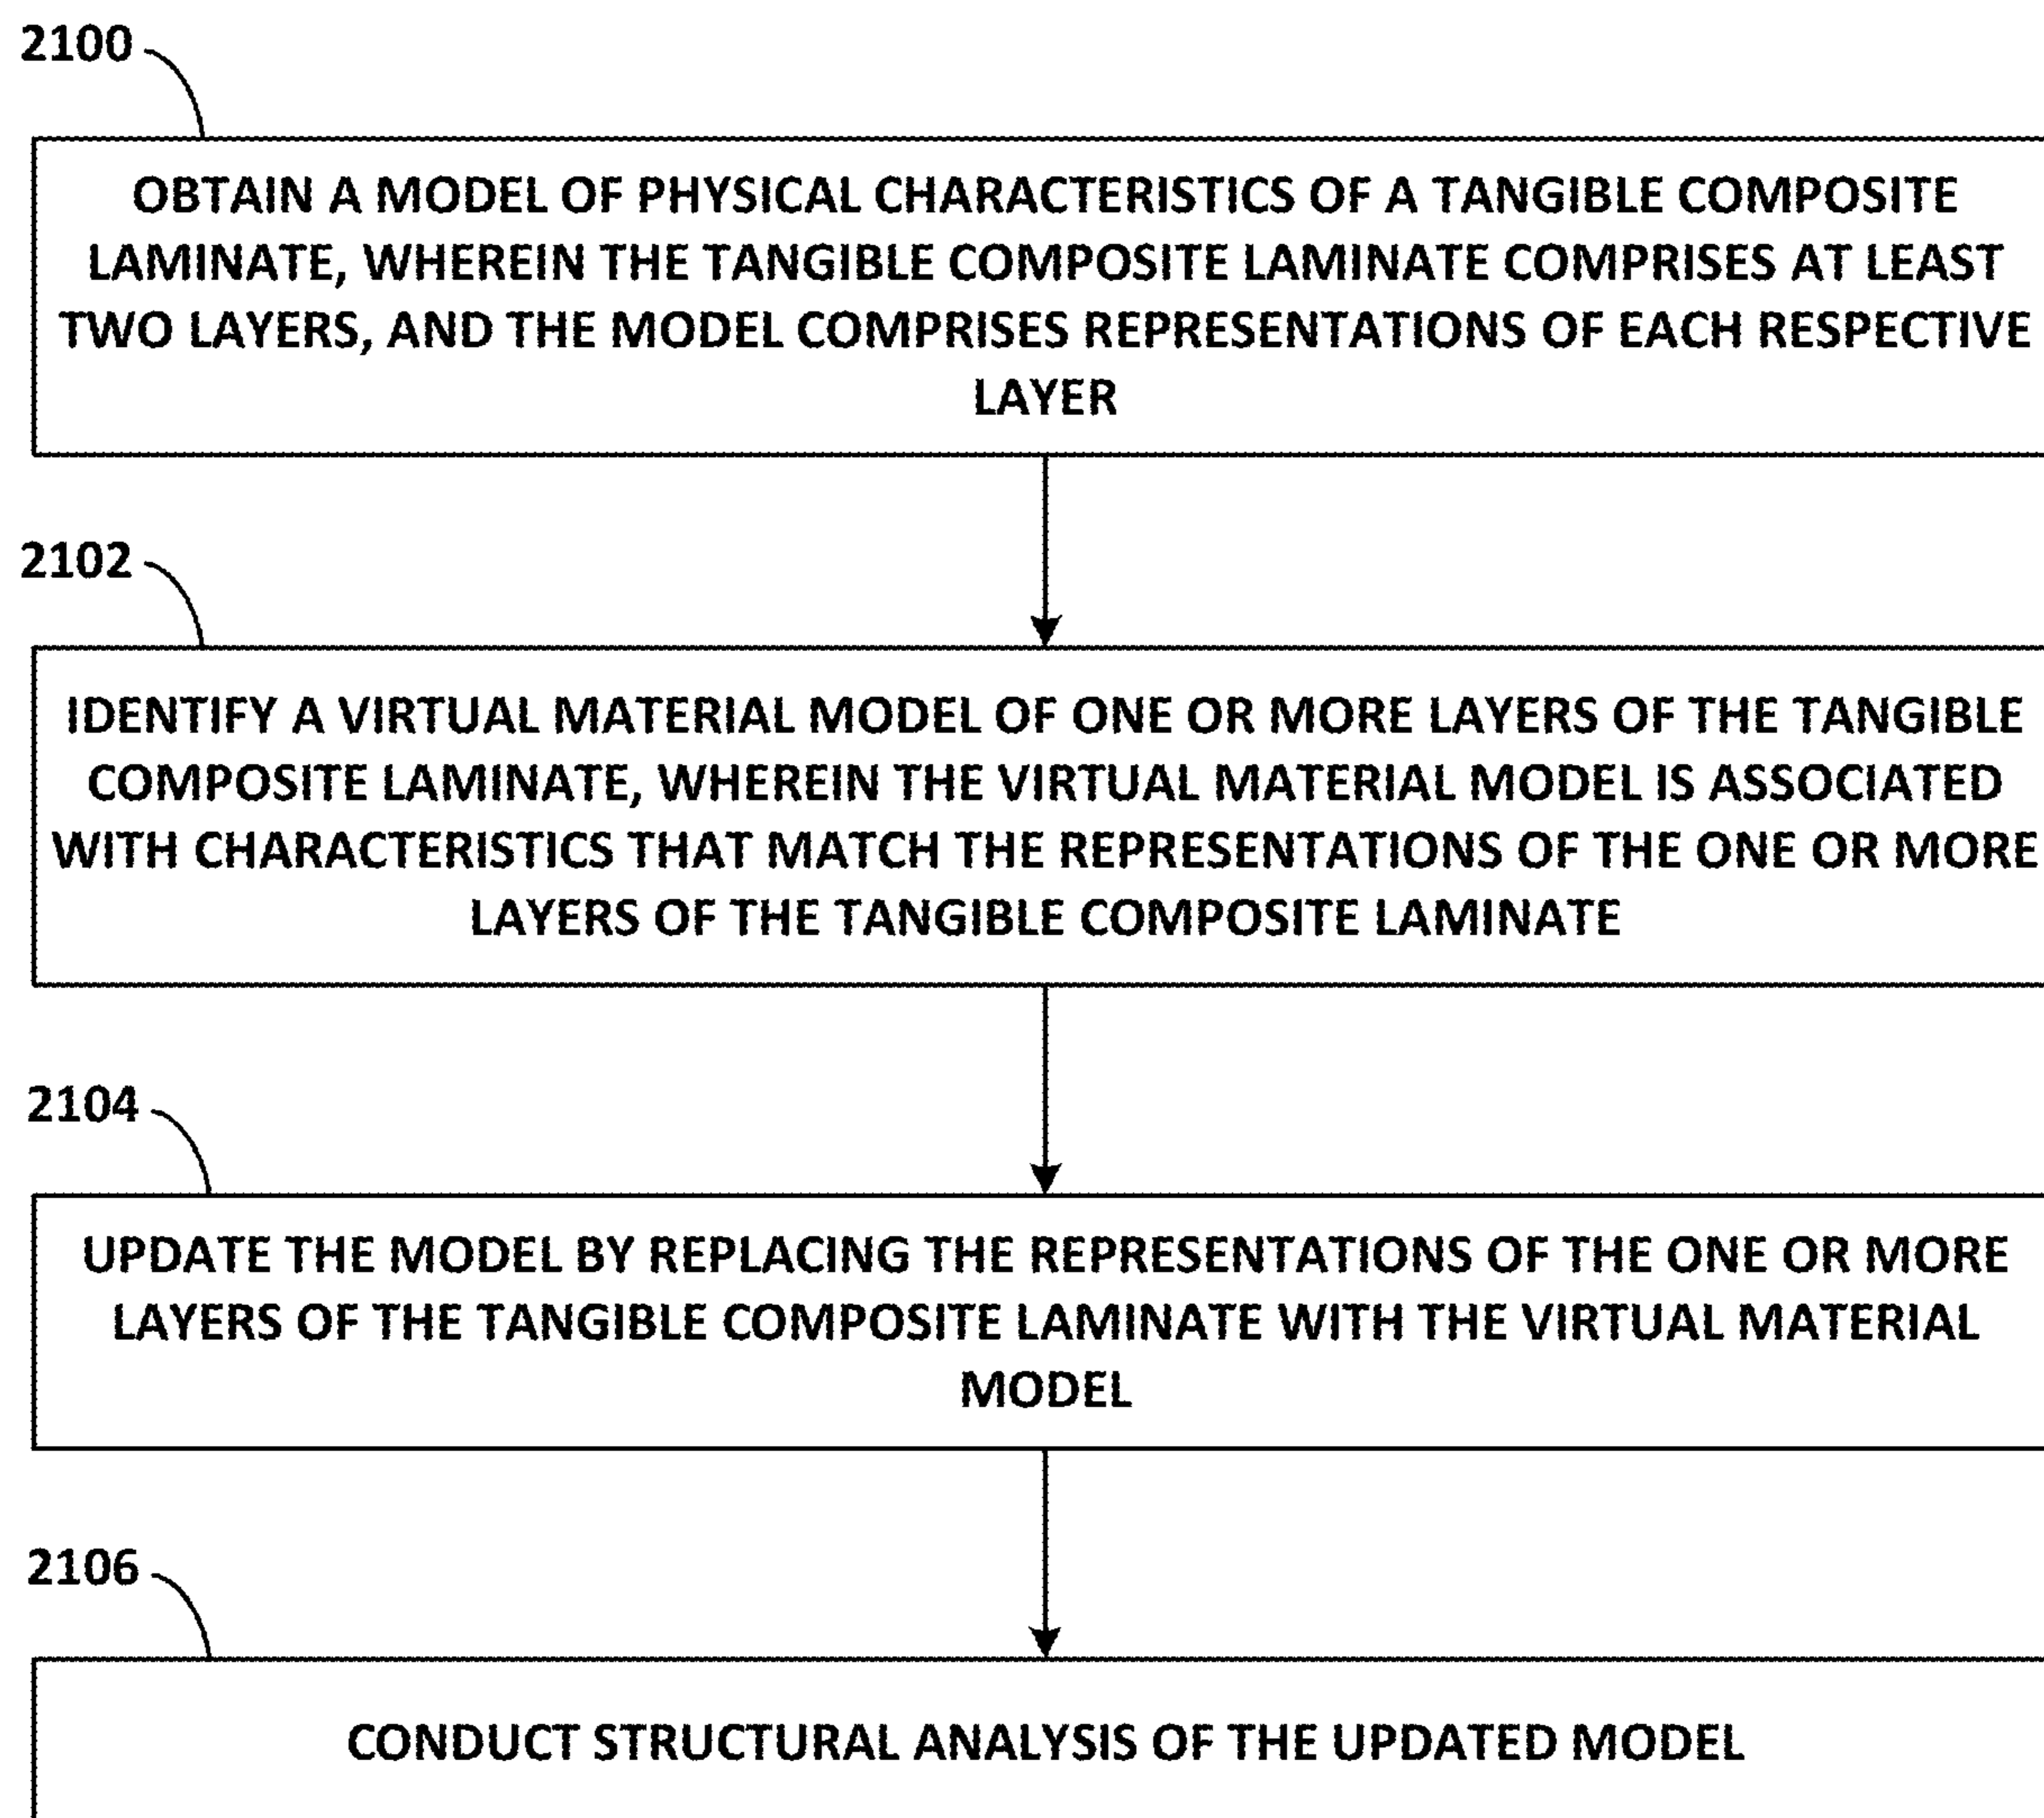 2100
OBTAIN A MODEL OF PHYSICAL CHARACTERISTICS OF A TANGIBLE COMPOSITE
LAMINATE, WHEREIN THE TANGIBLE COMPOSITE LAMINATE COMPRISES AT LEAST
TWO LAYERS, AND THE MODEL COMPRISES REPRESENTATIONS OF EACH RESPECTIVE
LAYER
2102
IDENTIFY A VIRTUAL MATERIAL MODEL OF ONE OR MORE LAYERS OF THE TANGIBLE
COMPOSITE LAMINATE, WHEREIN THE VIRTUAL MATERIAL MODEL IS ASSOCIATED
WITH CHARACTERISTICS THAT MATCH THE REPRESENTATIONS OF THE ONE OR MORE
LAYERS OF THE TANGIBLE COMPOSITE LAMINATE
2104
UPDATE THE MODEL BY REPLACING THE REPRESENTATIONS OF THE ONE OR MORE
LAYERS OF THE TANGIBLE COMPOSITE LAMINATE WITH THE VIRTUAL MATERIAL
MODEL
2106
CONDUCT STRUCTURAL ANALYSIS OF THE UPDATED MODEL